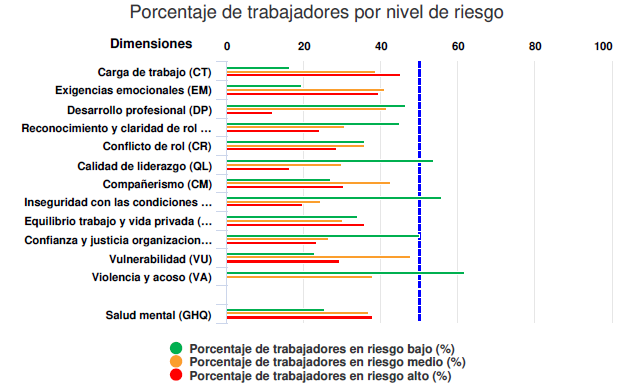 Porcentaje de trabajadores por nivel de riesgo
Dimensiones 0 20 40 60 80 100
Carga de trabajo (CT)
Exigencias emocionales (EM)
Desarrollo profesional (DP)
Reconocimiento y claridad de rol ...
Conflicto de rol (CR)
Calidad de liderazgo (QL)
Compañerismo (CM)
Inseguridad con las condiciones ...
Equilibrio trabajo y vida privada (...
Confianza y justicia organizacion...
Vulnerabilidad (VU)
Violencia y acoso (VA)
Salud mental (GHQ)
Porcentaje de trabajadores en riesgo bajo (%)
Porcentaje de trabajadores en riesgo medio (%)
Porcentaje de trabajadores en riesgo alto (%)